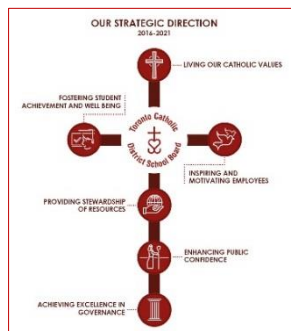 OUR STRATEGIC DIRECTION
2016-2021
LIVING OUR CATHOLIC VALUES
FOSTERING STUDENT
ACHIEVEMENT AND WELL BEING
Toronto Catholic
District School Board
INSPIRING AND
MOTIVATING EMPLOYEES
PROVIDING STEWARDSHIP
OF RESOURCES
ENHANCING PUBLIC
CONFIDENCE
ACHIEVING EXCELLENCE IN
GOVERNANCE